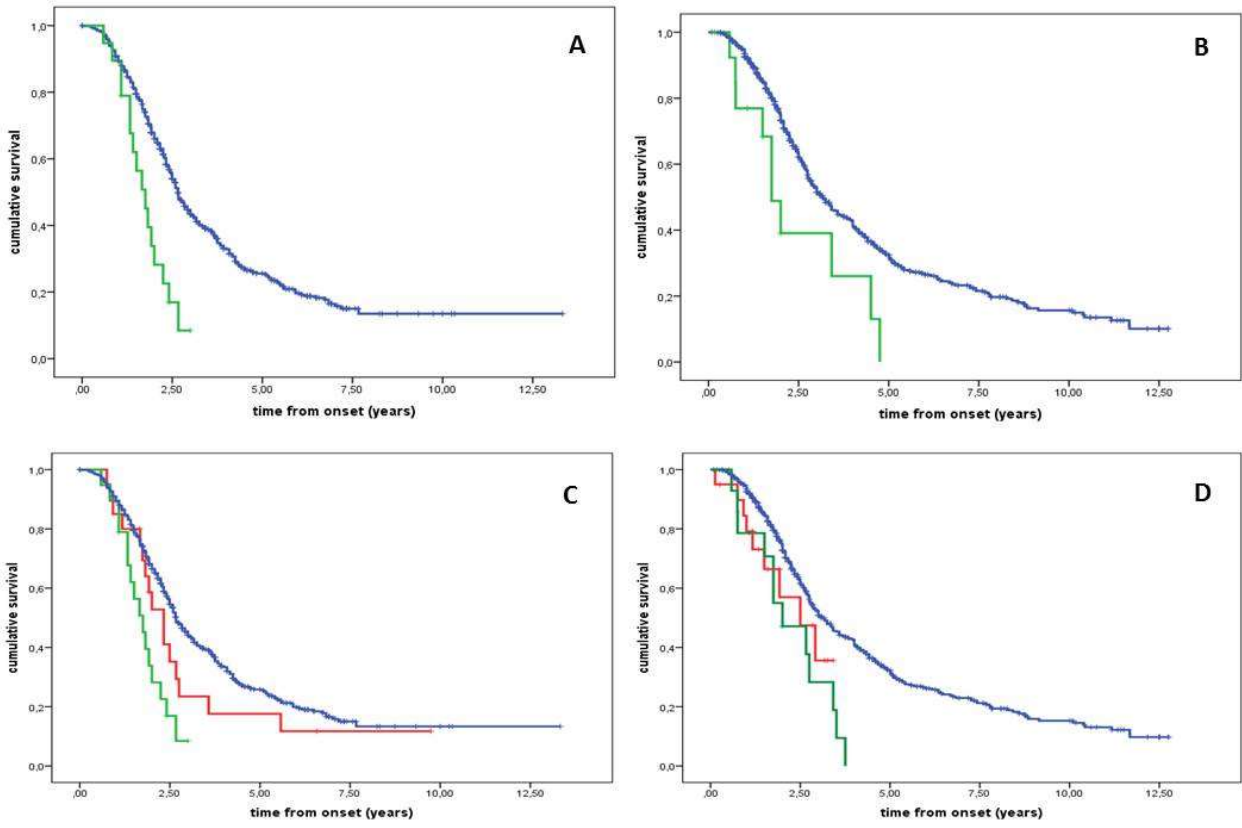 A
1,0
0,8
0,6
0,4
0,2
0,0
cumulative survival
,00 2,50 5,00 7,50 10,00 12,50
time from onset (years)
B
1,0
0,8
0,6
0,4
0,2
0,0
cumulative survival
,00 2,50 5,00 7,50 10,00 12,50
time from onset (years)
C
1,0
0,8
0,6
0,4
0,2
0,0
cumulative survival
,00 2,50 5,00 7,50 10,00 12,50
time from onset (years)
D
1,0
0,8
0,6
0,4
0,2
0,0
cumulative survival
,00 2,50 5,00 7,50 10,00 12,50
time from onset (years)